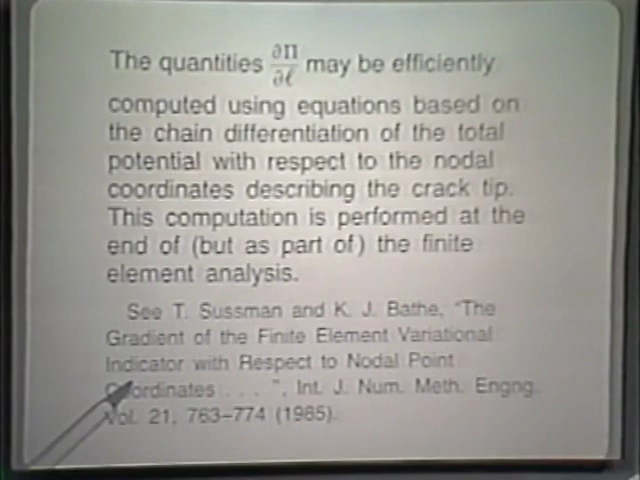 The quantities ∂Π/∂ℓ may be efficiently
computed using equations based on
the chain differentiation of the total
potential with respect to the nodal
coordinates describing the crack tip.
This computation is performed at the
end of (but as part of) the finite
element analysis.
See T. Sussman and K. J. Bathe, "The
Gradient of the Finite Element Variational
Indicator with Respect to Nodal Point
Coordinates . . . ", Int. J. Num. Meth. Engng.
Vol. 21, 763–774 (1985).